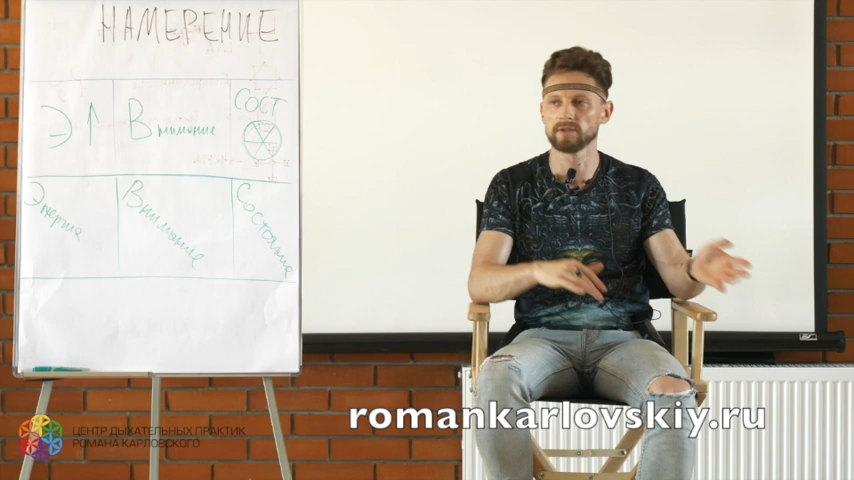 НАМЕРЕНИЕ
Э↑ Внимание СОСТ
Энергия Внимание Состояние
romankarlovskiy.ru
ЦЕНТР ДЫХАТЕЛЬНЫХ ПРАКТИК
РОМАНА КАРЛОВСКОГО